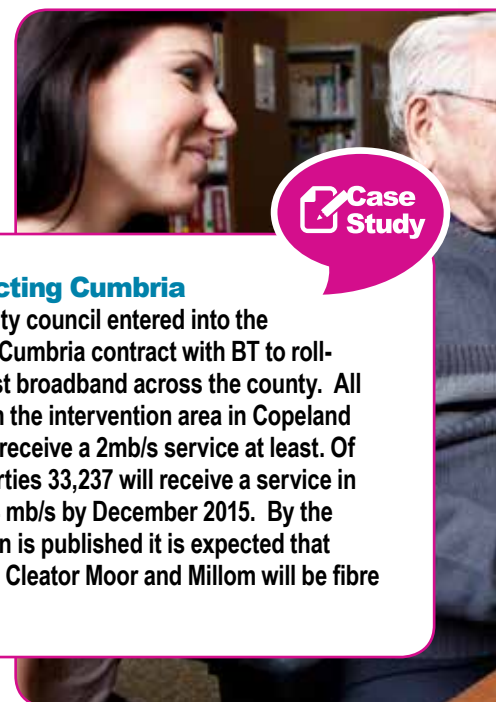 Case
Study
cting Cumbria
ty council entered into the
Cumbria contract with BT to roll-
st broadband across the county. All
the intervention area in Copeland
receive a 2mb/s service at least. Of
rties 33,237 will receive a service in
mb/s by December 2015. By the
n is published it is expected that
Cleator Moor and Millom will be fibre